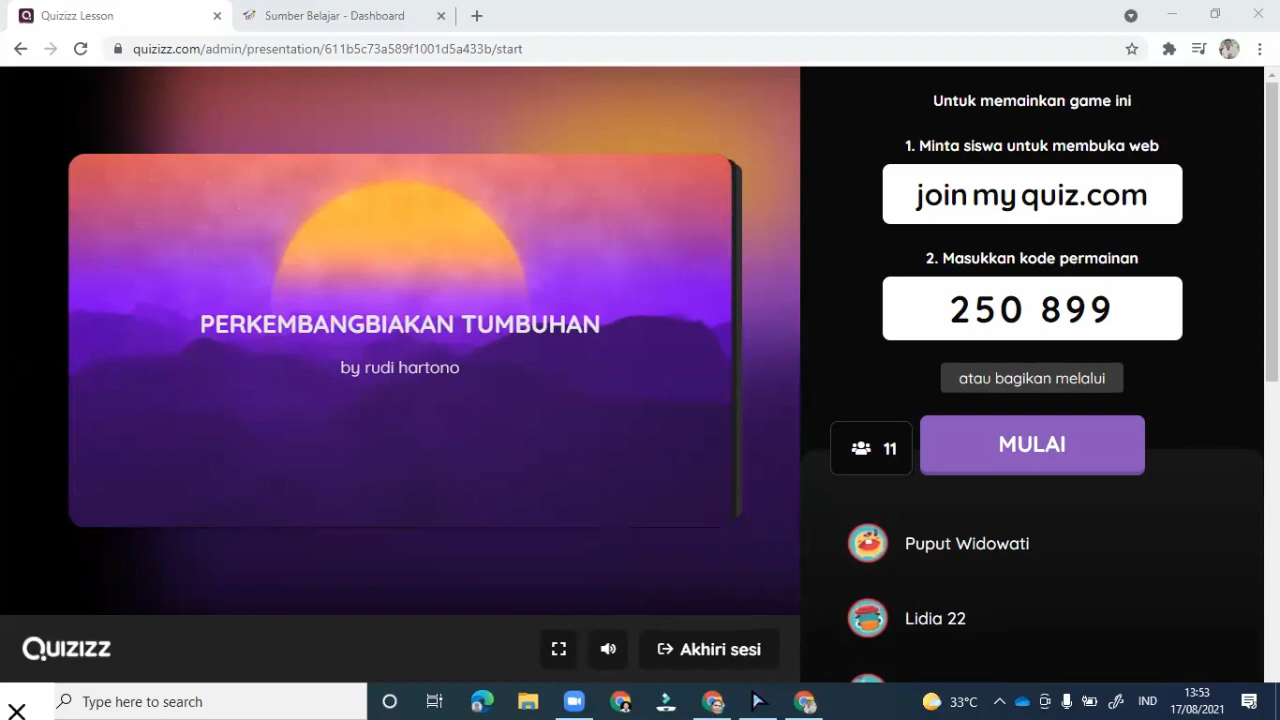 Quizizz Lesson
Sumber Belajar - Dashboard
quizizz.com/admin/presentation/611b5c73a589f1001d5a433b/start
PERKEMBANGBIAKAN TUMBUHAN
by rudi hartono
Untuk memainkan game ini
1. Minta siswa untuk membuka web
joinmyquiz.com
2. Masukkan kode permainan
250 899
atau bagikan melalui
11
MULAI
Puput Widowati
Lidia 22
QUIZIZZ
Akhiri sesi
Type here to search
33°C
IND
13:53
17/08/2021